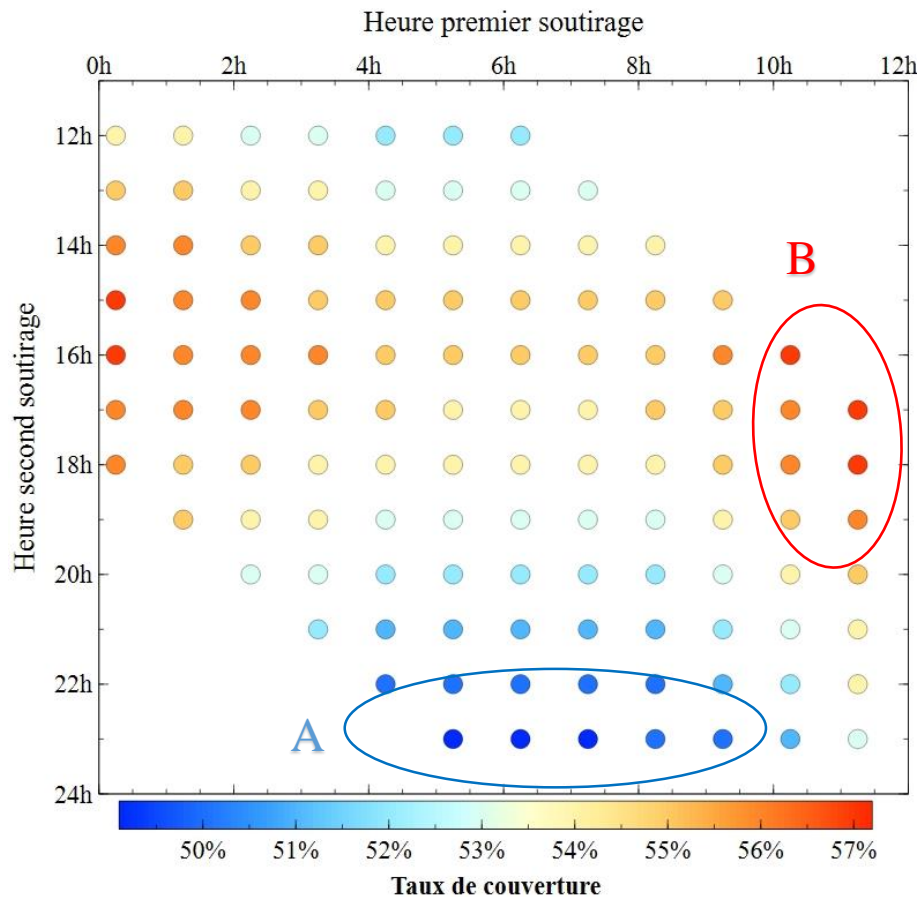 Heure premier soutirage
0h 2h 4h 6h 8h 10h 12h
Heure second soutirage
12h
14h
B
16h
18h
20h
22h
A
24h
50% 51% 52% 53% 54% 55% 56% 57%
Taux de couverture